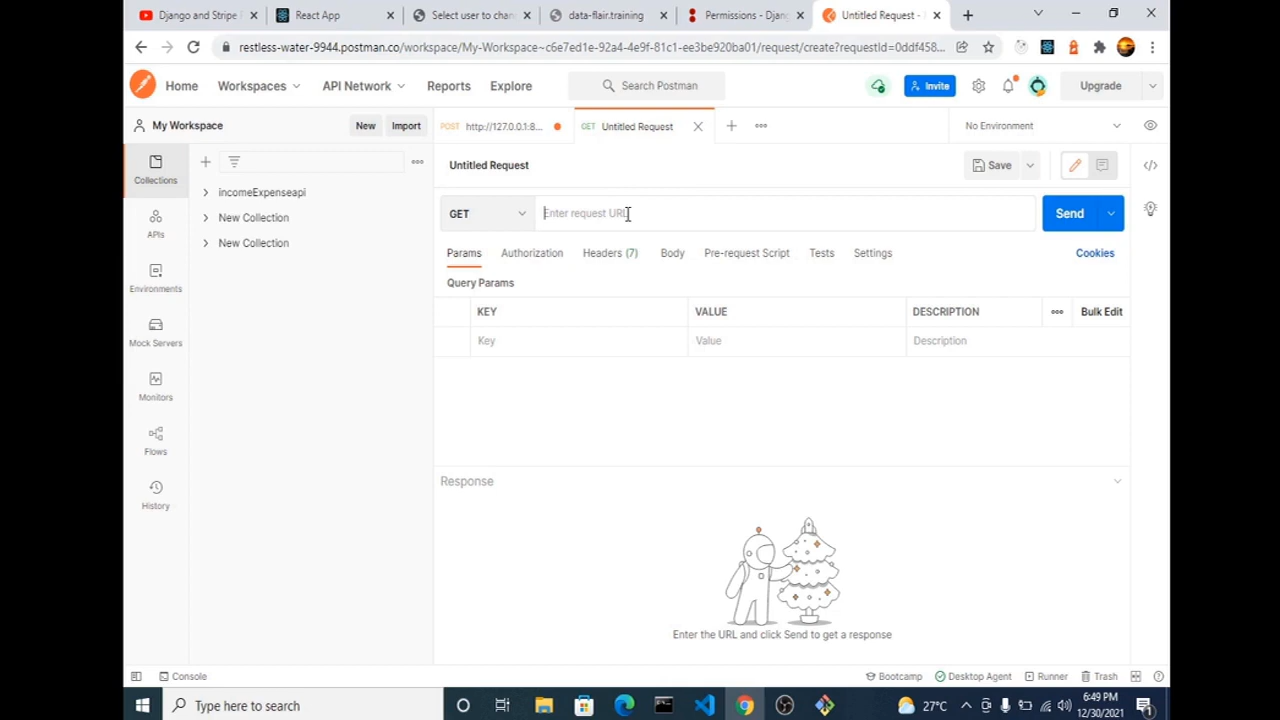 Django and Stripe F
React App
Select user to chan
data-flair.training
Permissions - Djang
Untitled Request -
restless-water-9944.postman.co/workspace/My-Workspace~c6e7ed1e-92a4-4e9f-81c1-ee3be920ba01/request/create?requestId=0ddf458...
Home
Workspaces
API Network
Reports
Explore
Search Postman
Invite
Upgrade
My Workspace
New
Import
POST http://127.0.0.1:8...
GET Untitled Request
No Environment
Collections
incomeExpenseapi
New Collection
New Collection
APIs
Environments
Mock Servers
Monitors
Flows
History
Untitled Request
Save
GET
Enter request URL
Send
Params
Authorization
Headers (7)
Body
Pre-request Script
Tests
Settings
Cookies
Query Params
KEY
VALUE
DESCRIPTION
Bulk Edit
Key
Value
Description
Response
Enter the URL and click Send to get a response
Console
Bootcamp
Desktop Agent
Runner
Trash
Type here to search
27°C
6:49 PM
12/30/2021
1